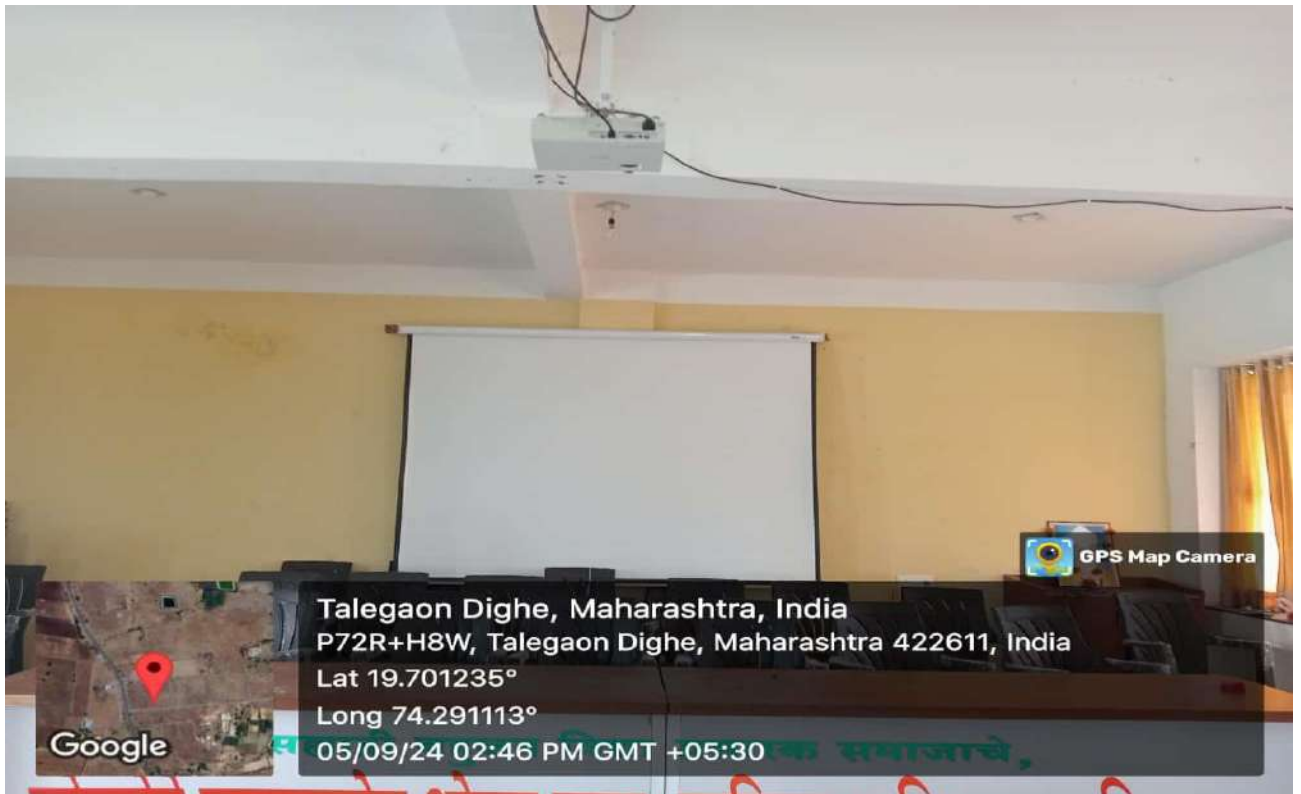 GPS Map Camera
Talegaon Dighe, Maharashtra, India
P72R+H8W, Talegaon Dighe, Maharashtra 422611, India
Lat 19.701235°
Long 74.291113°
05/09/24 02:46 PM GMT +05:30
Google
समाजाचे,